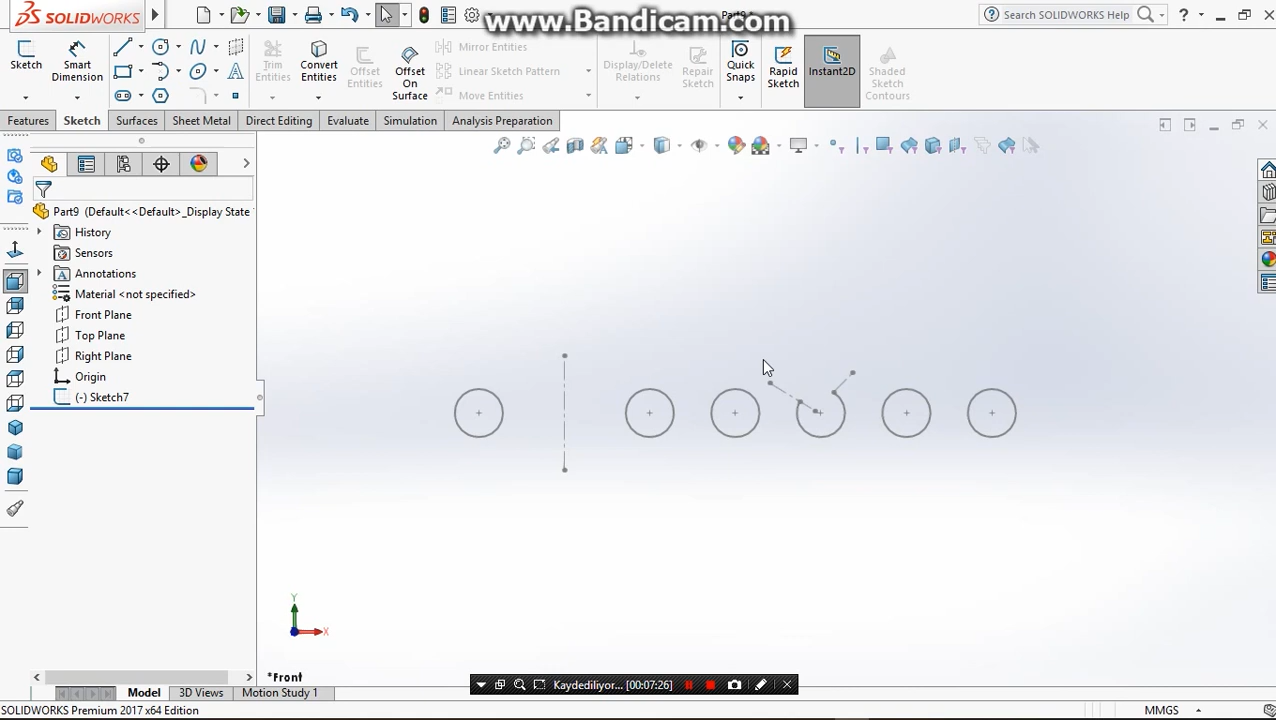 SOLIDWORKS
www.Bandicam.com
Part9 *
Search SOLIDWORKS Help
Sketch
Smart Dimension
Trim Entities
Convert Entities
Offset Entities
Offset On Surface
Mirror Entities
Linear Sketch Pattern
Move Entities
Display/Delete Relations
Repair Sketch
Quick Snaps
Rapid Sketch
Instant2D
Shaded Sketch Contours
Features
Sketch
Surfaces
Sheet Metal
Direct Editing
Evaluate
Simulation
Analysis Preparation
Part9 (Default<<Default>_Display State
History
Sensors
Annotations
Material <not specified>
Front Plane
Top Plane
Right Plane
Origin
(-) Sketch7
Y
X
*Front
Kaydediliyor... [00:07:26]
Model
3D Views
Motion Study 1
SOLIDWORKS Premium 2017 x64 Edition
MMGS